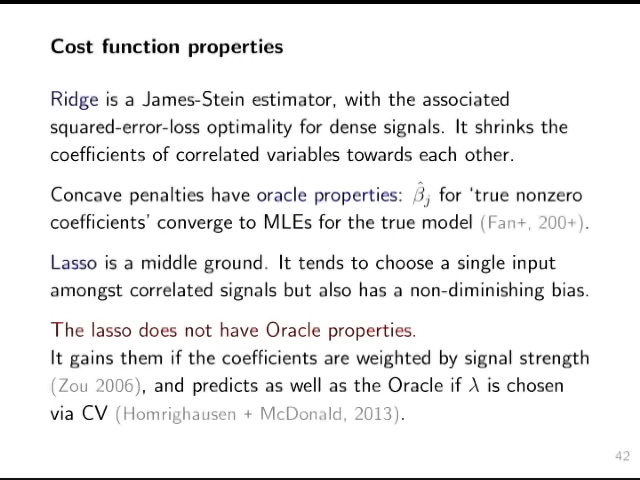 Cost function properties
Ridge is a James-Stein estimator, with the associated
squared-error-loss optimality for dense signals. It shrinks the
coefficients of correlated variables towards each other.
Concave penalties have oracle properties: β̂ⱼ for ‘true nonzero
coefficients’ converge to MLEs for the true model (Fan+, 200+).
Lasso is a middle ground. It tends to choose a single input
amongst correlated signals but also has a non-diminishing bias.
The lasso does not have Oracle properties.
It gains them if the coefficients are weighted by signal strength
(Zou 2006), and predicts as well as the Oracle if λ is chosen
via CV (Homrighausen + McDonald, 2013).
42